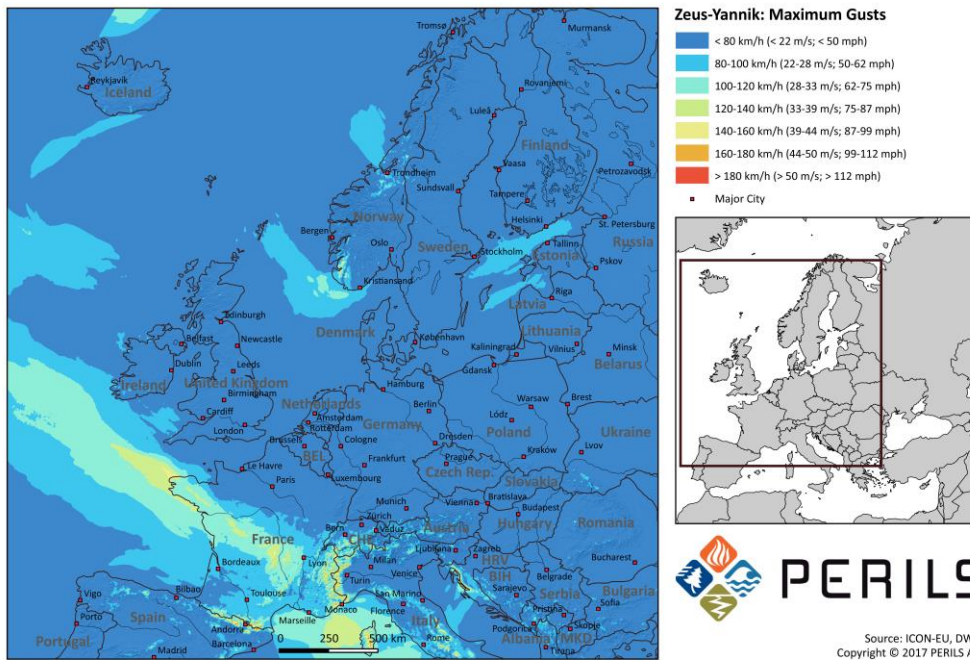 Zeus-Yannik: Maximum Gusts
< 80 km/h (< 22 m/s; < 50 mph)
80-100 km/h (22-28 m/s; 50-62 mph)
100-120 km/h (28-33 m/s; 62-75 mph)
120-140 km/h (33-39 m/s; 75-87 mph)
140-160 km/h (39-44 m/s; 87-99 mph)
160-180 km/h (44-50 m/s; 99-112 mph)
> 180 km/h (> 50 m/s; > 112 mph)
Major City
Tromsø
Murmansk
Reykjavík
Iceland
Rovanjemi
Luleå
Finland
Vaasa
Petrozavodsk
Trondheim
Sundsvall
Tampere
Norway
Helsinki
St. Petersburg
Bergen
Oslo
Sweden
Tallinn
Russia
Stockholm
Estonia
Pskov
Kristiansand
Riga
Latvia
Edinburgh
Denmark
Lithuania
Belfast
Newcastle
København
Kaliningrad
Vilnius
Minsk
Dublin
Leeds
Gdansk
Belarus
Ireland
United Kingdom
Hamburg
Birmingham
Netherlands
Berlin
Warsaw
Brest
Cardiff
Amsterdam
Lódz
London
Rotterdam
Germany
Poland
Ukraine
Brussels
Cologne
Dresden
BEL
Prague
Kraków
Lvov
Le Havre
Frankfurt
Czech Rep.
Paris
Luxembourg
Slovakia
Munich
Vienna
Bratislava
Zürich
Budapest
Bern
Vaduz
Austria
Hungary
Romania
France
CHE
Ljubljana
Zagreb
Lyon
Milan
HRV
Bordeaux
Turin
Venice
BIH
Belgrade
Bucharest
Vigo
Bilbao
Toulouse
San Marino
Sarajevo
Serbia
Bulgaria
Porto
Spain
Marseille
Monaco
Florence
Pristina
Sofia
Andorra
Italy
Podgorica
Skopje
Portugal
Madrid
Barcelona
Rome
Albania
MKD
Tirana
0 250 500 km
PERILS
Source: ICON-EU, DW
Copyright © 2017 PERILS A